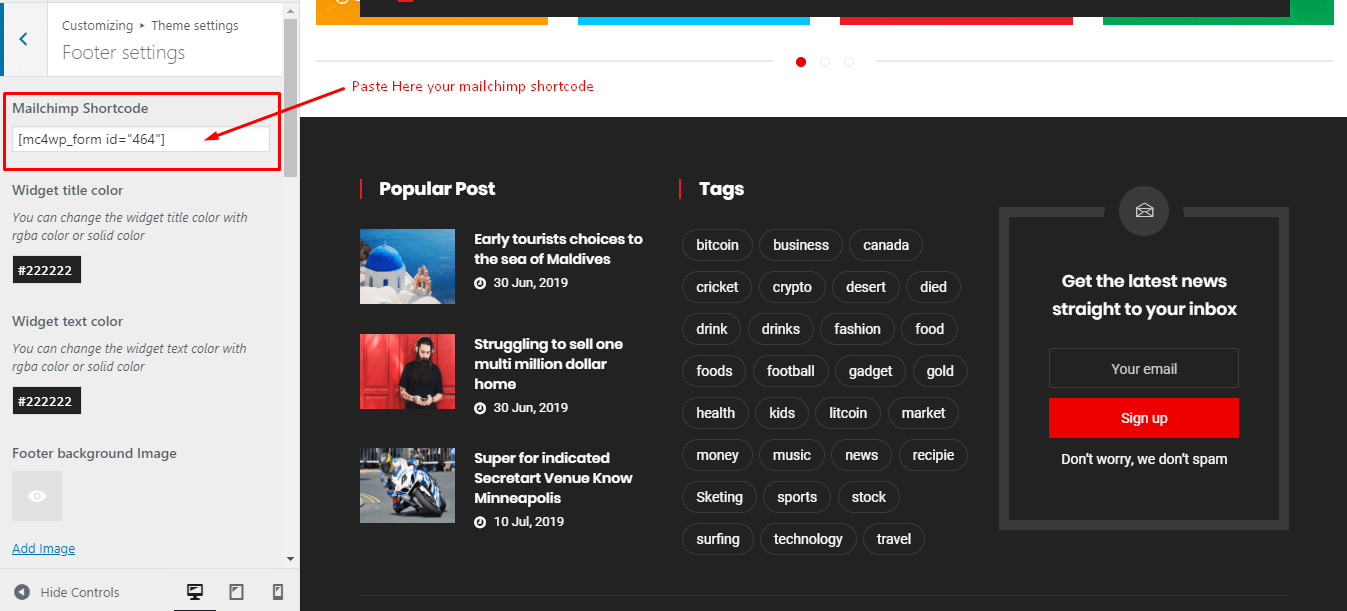 Customizing ▸ Theme settings
Footer settings
Mailchimp Shortcode
[mc4wp_form id="464"]
Widget title color
You can change the widget title color with
rgba color or solid color
#222222
Widget text color
You can change the widget text color with
rgba color or solid color
#222222
Footer background Image
Add Image
Hide Controls
Paste Here your mailchimp shortcode
Popular Post
Early tourists choices to
the sea of Maldives
30 Jun, 2019
Struggling to sell one
multi million dollar
home
30 Jun, 2019
Super for indicated
Secretart Venue Know
Minneapolis
10 Jul, 2019
Tags
bitcoin business canada
cricket crypto desert died
drink drinks fashion food
foods football gadget gold
health kids litcoin market
money music news recipie
Sketing sports stock
surfing technology travel
Get the latest news
straight to your inbox
Your email
Sign up
Don't worry, we don't spam